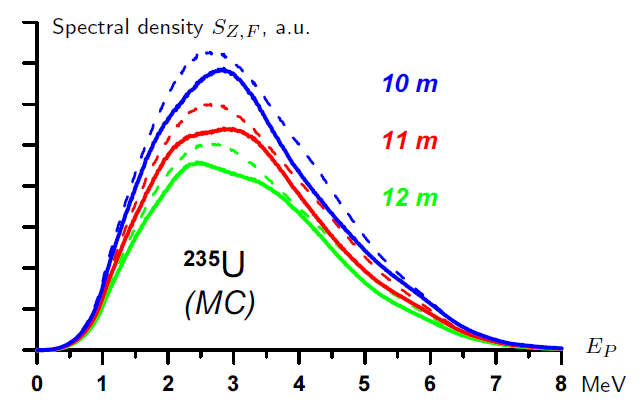 Spectral density S_{Z,F}, a.u.
10 m
11 m
12 m
²³⁵U
(MC)
E_P
0 1 2 3 4 5 6 7 8 MeV